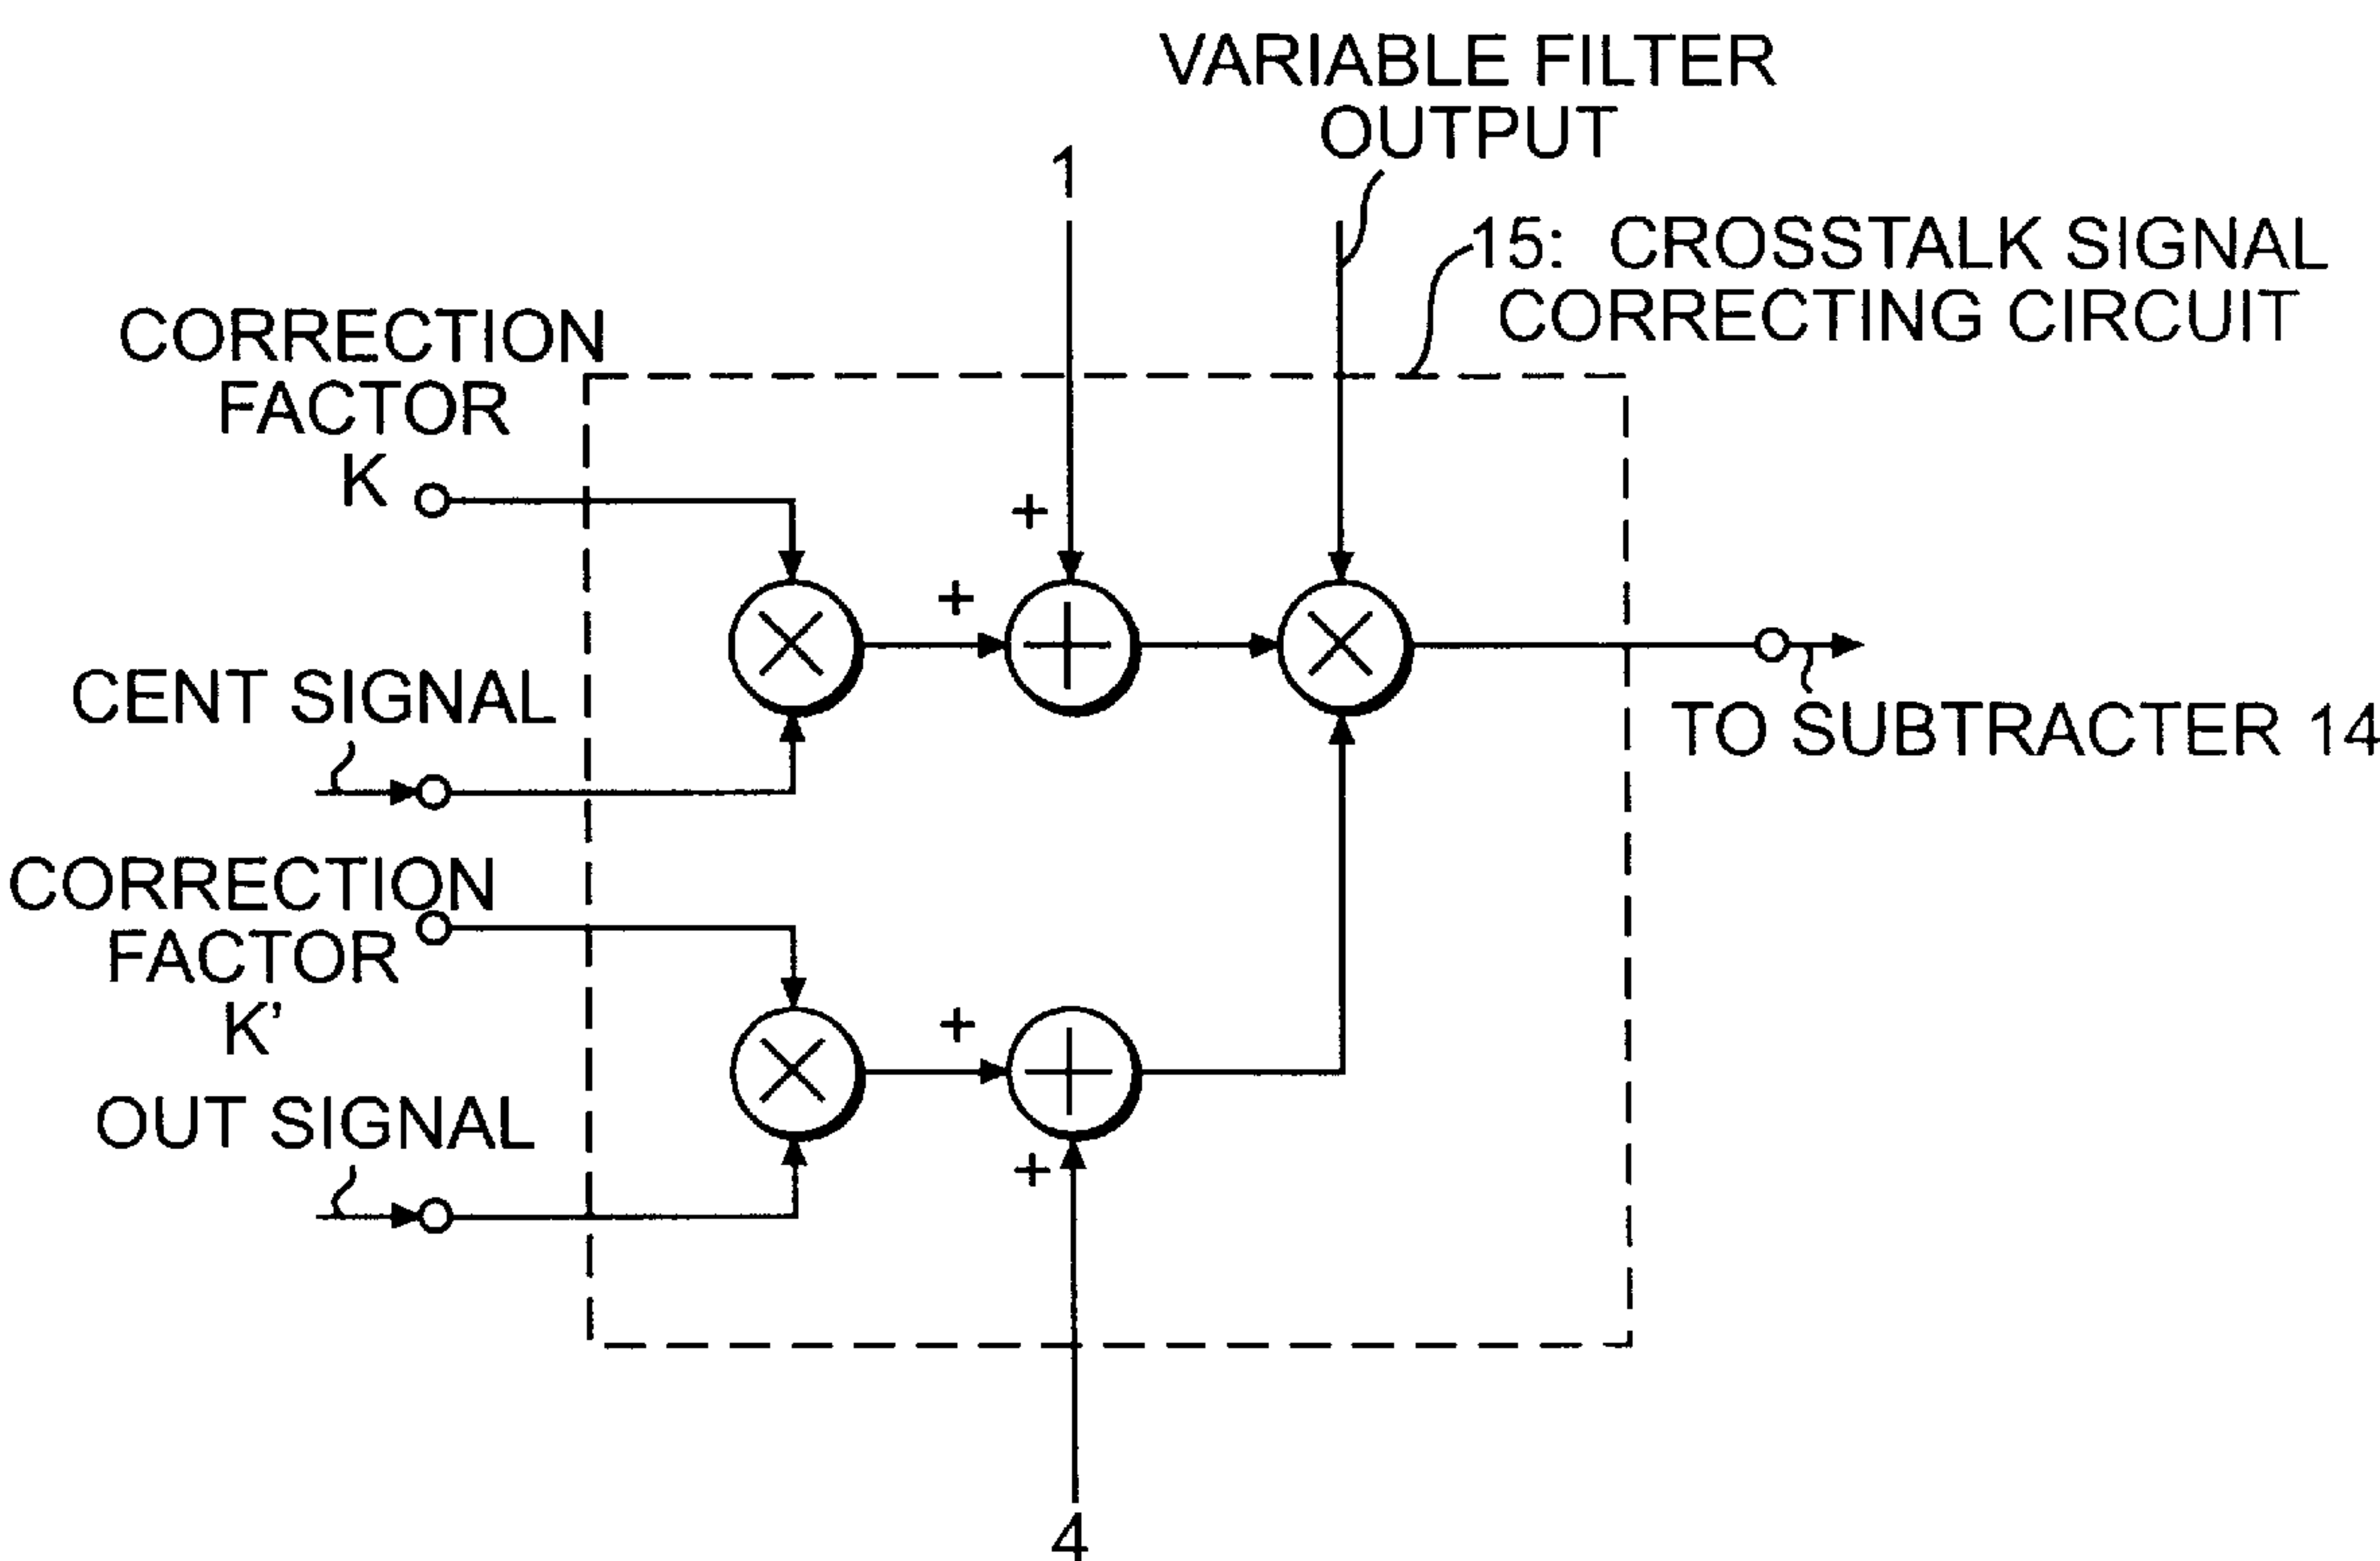 VARIABLE FILTER
OUTPUT
1
15: CROSSTALK SIGNAL
CORRECTING CIRCUIT
CORRECTION
FACTOR
K
+
+
CENT SIGNAL
TO SUBTRACTER 14
CORRECTION
FACTOR
K'
+
OUT SIGNAL
+
4